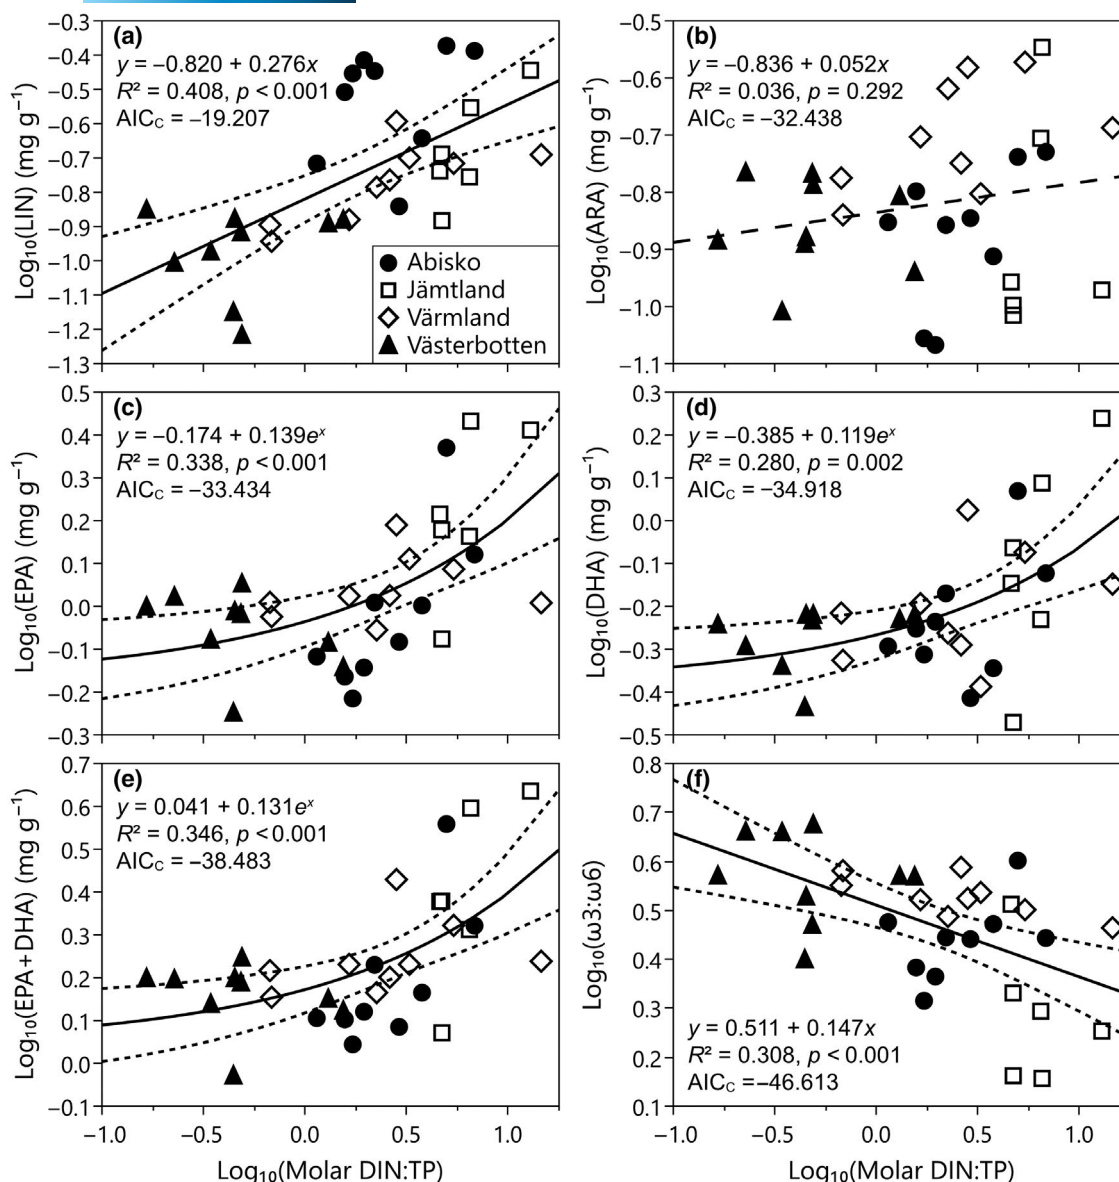 (a)
y = −0.820 + 0.276x
R² = 0.408, p < 0.001
AICC = −19.207
Log10(LIN) (mg g−1)
−0.3
−0.4
−0.5
−0.6
−0.7
−0.8
−0.9
−1.0
−1.1
−1.2
−1.3
Abisko
Jämtland
Värmland
Västerbotten
(b)
y = −0.836 + 0.052x
R² = 0.036, p = 0.292
AICC = −32.438
Log10(ARA) (mg g−1)
−0.5
−0.6
−0.7
−0.8
−0.9
−1.0
−1.1
(c)
y = −0.174 + 0.139ex
R² = 0.338, p < 0.001
AICC = −33.434
Log10(EPA) (mg g−1)
0.5
0.4
0.3
0.2
0.1
0.0
−0.1
−0.2
−0.3
(d)
y = −0.385 + 0.119ex
R² = 0.280, p = 0.002
AICC = −34.918
Log10(DHA) (mg g−1)
0.3
0.2
0.1
0.0
−0.1
−0.2
−0.3
−0.4
−0.5
(e)
y = 0.041 + 0.131ex
R² = 0.346, p < 0.001
AICC = −38.483
Log10(EPA+DHA) (mg g−1)
0.7
0.6
0.5
0.4
0.3
0.2
0.1
0.0
−0.1
−1.0 −0.5 0.0 0.5 1.0
Log10(Molar DIN:TP)
(f)
y = 0.511 + 0.147x
R² = 0.308, p < 0.001
AICC =−46.613
Log10(ω3:ω6)
0.8
0.7
0.6
0.5
0.4
0.3
0.2
0.1
−1.0 −0.5 0.0 0.5 1.0
Log10(Molar DIN:TP)